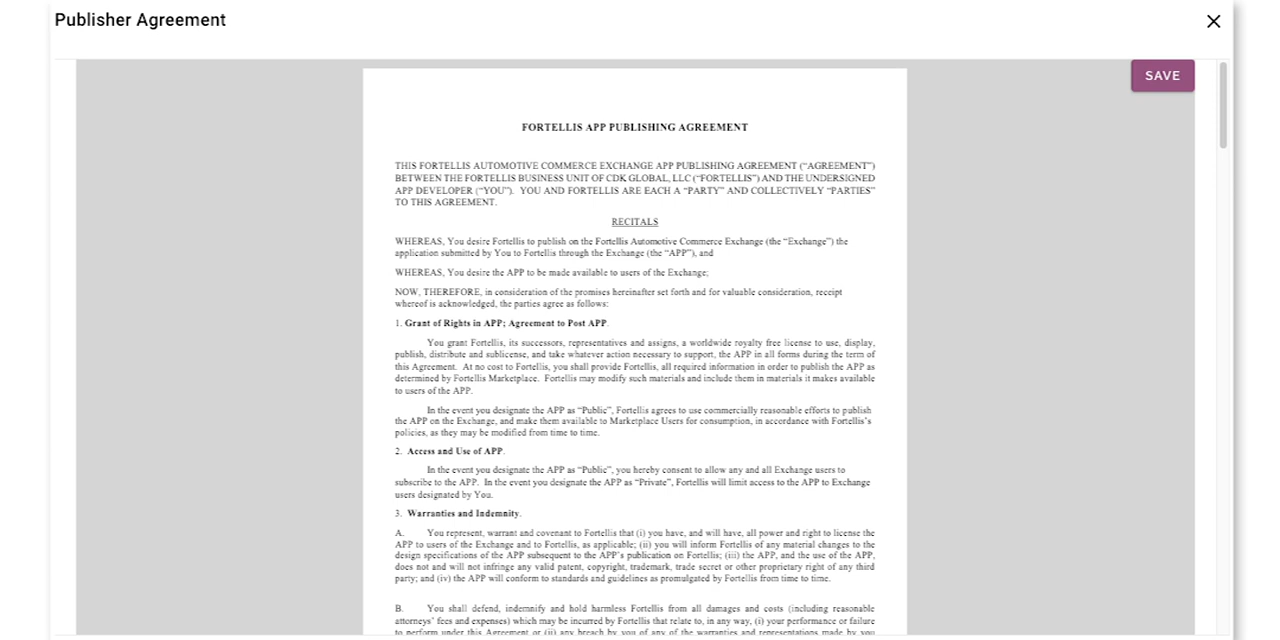 Publisher Agreement
SAVE
FORTELLIS APP PUBLISHING AGREEMENT
THIS FORTELLIS AUTOMOTIVE COMMERCE EXCHANGE APP PUBLISHING AGREEMENT (“AGREEMENT”)
BETWEEN THE FORTELLIS BUSINESS UNIT OF CDK GLOBAL, LLC (“FORTELLIS”) AND THE UNDERSIGNED
APP DEVELOPER (“YOU”). YOU AND FORTELLIS ARE EACH A “PARTY” AND COLLECTIVELY “PARTIES”
TO THIS AGREEMENT.
RECITALS
WHEREAS, You desire Fortellis to publish on the Fortellis Automotive Commerce Exchange (the “Exchange”) the
application submitted by You to Fortellis through the Exchange (the “APP”), and
WHEREAS, You desire the APP to be made available to users of the Exchange;
NOW, THEREFORE, in consideration of the promises hereinafter set forth and for valuable consideration, receipt
whereof is acknowledged, the parties agree as follows:
1. Grant of Rights in APP; Agreement to Post APP.
You grant Fortellis, its successors, representatives and assigns, a worldwide royalty free license to use, display,
publish, distribute and sublicense, and take whatever action necessary to support, the APP in all forms during the term of
this Agreement. At no cost to Fortellis, you shall provide Fortellis, all required information in order to publish the APP as
determined by Fortellis Marketplace. Fortellis may modify such materials and include them in materials it makes available
to users of the APP.
In the event you designate the APP as “Public”, Fortellis agrees to use commercially reasonable efforts to publish
the APP on the Exchange, and make them available to Marketplace Users for consumption, in accordance with Fortellis’s
policies, as they may be modified from time to time.
2. Access and Use of APP.
In the event you designate the APP as “Public”, you hereby consent to allow any and all Exchange users to
subscribe to the APP. In the event you designate the APP as “Private”, Fortellis will limit access to the APP to Exchange
users designated by You.
3. Warranties and Indemnity.
A. You represent, warrant and covenant to Fortellis that (i) you have, and will have, all power and right to license the
APP to users of the Exchange and to Fortellis, as applicable; (ii) you will inform Fortellis of any material changes to the
design specifications of the APP subsequent to the APP’s publication on Fortellis; (iii) the APP, and the use of the APP,
does not and will not infringe any valid patent, copyright, trademark, trade secret or other proprietary right of any third
party; and (iv) the APP will conform to standards and guidelines as promulgated by Fortellis from time to time.
B. You shall defend, indemnify and hold harmless Fortellis from all damages and costs (including reasonable
attorneys’ fees and expenses) which may be incurred by Fortellis that relate to, in any way, (i) your performance or failure
to perform under this Agreement or (ii) any breach by you of any of the warranties and representations made by you